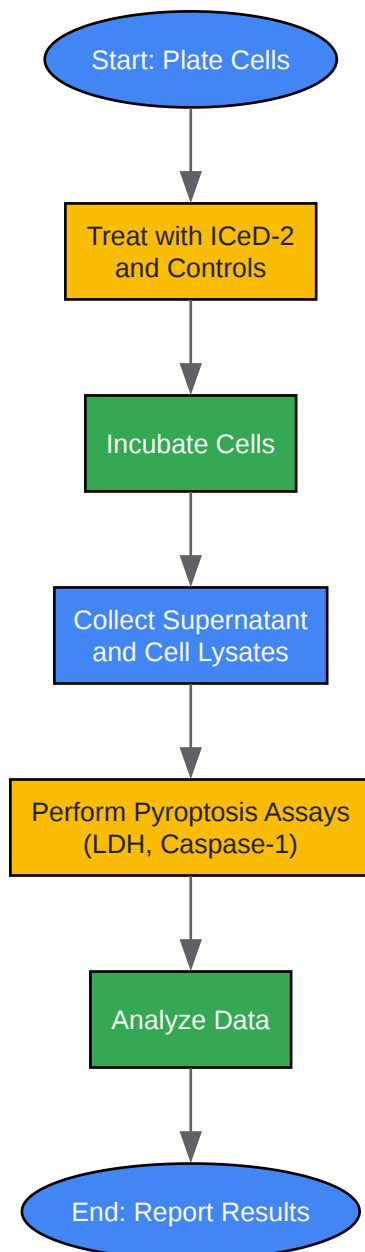 Start: Plate Cells
Treat with ICeD-2
and Controls
Incubate Cells
Collect Supernatant
and Cell Lysates
Perform Pyroptosis Assays
(LDH, Caspase-1)
Analyze Data
End: Report Results